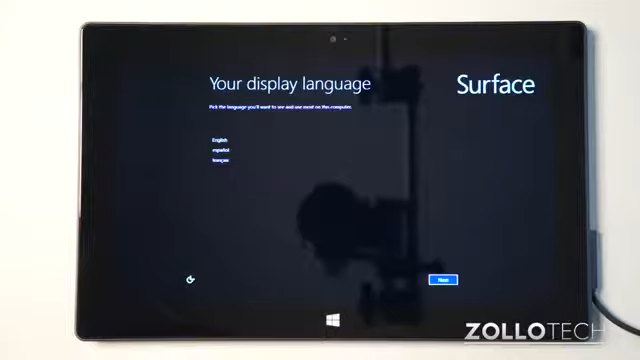 Your display language
Surface
Pick the language you'll want to see and use most on this computer.
English
español
français
Next
ZOLLOTECH